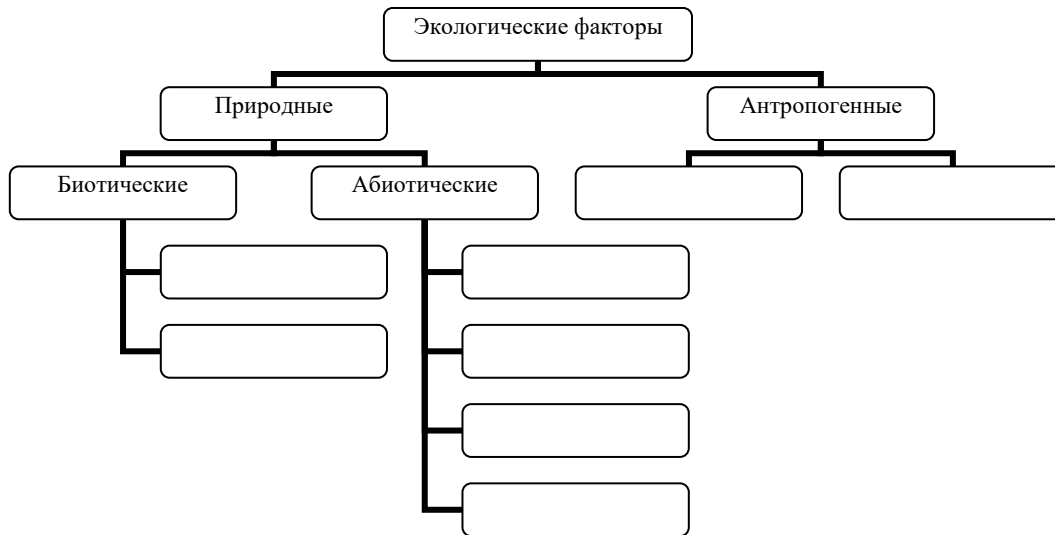 Экологические факторы
Природные
Антропогенные
Биотические
Абиотические